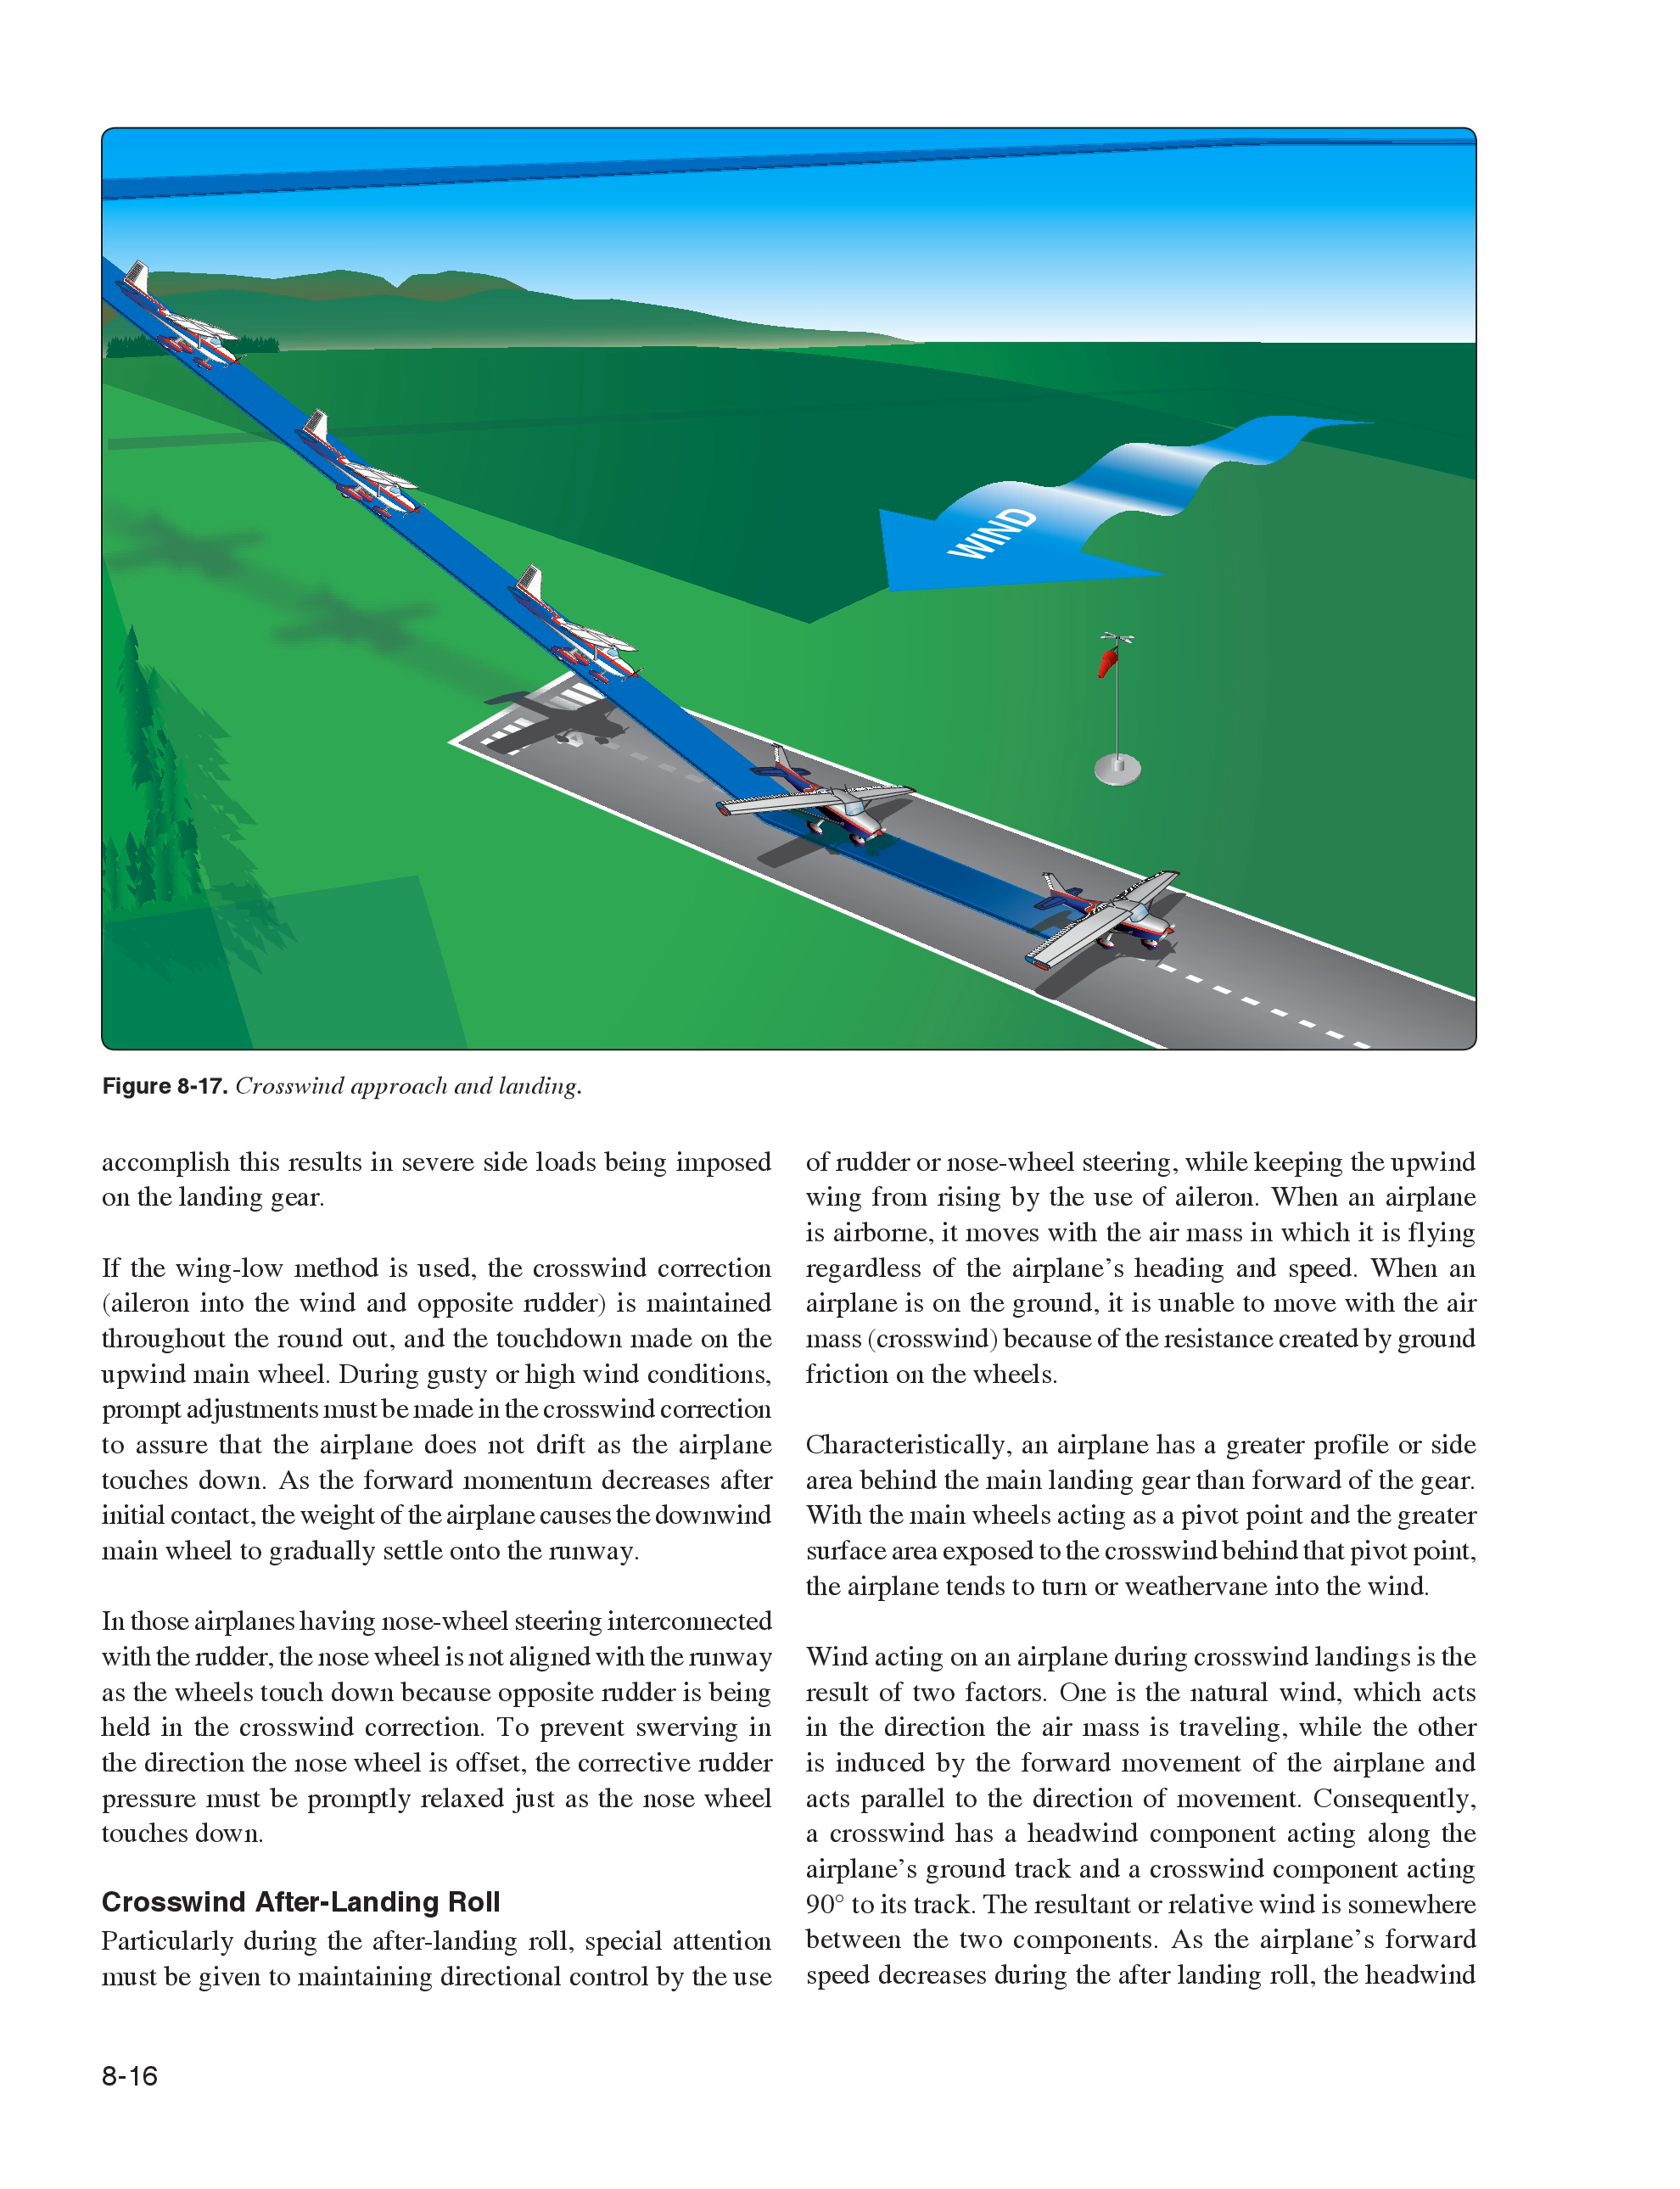 WIND
Figure 8-17. Crosswind approach and landing.
accomplish this results in severe side loads being imposed
on the landing gear.
If the wing-low method is used, the crosswind correction
(aileron into the wind and opposite rudder) is maintained
throughout the round out, and the touchdown made on the
upwind main wheel. During gusty or high wind conditions,
prompt adjustments must be made in the crosswind correction
to assure that the airplane does not drift as the airplane
touches down. As the forward momentum decreases after
initial contact, the weight of the airplane causes the downwind
main wheel to gradually settle onto the runway.
In those airplanes having nose-wheel steering interconnected
with the rudder, the nose wheel is not aligned with the runway
as the wheels touch down because opposite rudder is being
held in the crosswind correction. To prevent swerving in
the direction the nose wheel is offset, the corrective rudder
pressure must be promptly relaxed just as the nose wheel
touches down.
Crosswind After-Landing Roll
Particularly during the after-landing roll, special attention
must be given to maintaining directional control by the use
of rudder or nose-wheel steering, while keeping the upwind
wing from rising by the use of aileron. When an airplane
is airborne, it moves with the air mass in which it is flying
regardless of the airplane's heading and speed. When an
airplane is on the ground, it is unable to move with the air
mass (crosswind) because of the resistance created by ground
friction on the wheels.
Characteristically, an airplane has a greater profile or side
area behind the main landing gear than forward of the gear.
With the main wheels acting as a pivot point and the greater
surface area exposed to the crosswind behind that pivot point,
the airplane tends to turn or weathervane into the wind.
Wind acting on an airplane during crosswind landings is the
result of two factors. One is the natural wind, which acts
in the direction the air mass is traveling, while the other
is induced by the forward movement of the airplane and
acts parallel to the direction of movement. Consequently,
a crosswind has a headwind component acting along the
airplane's ground track and a crosswind component acting
90° to its track. The resultant or relative wind is somewhere
between the two components. As the airplane's forward
speed decreases during the after landing roll, the headwind
8-16